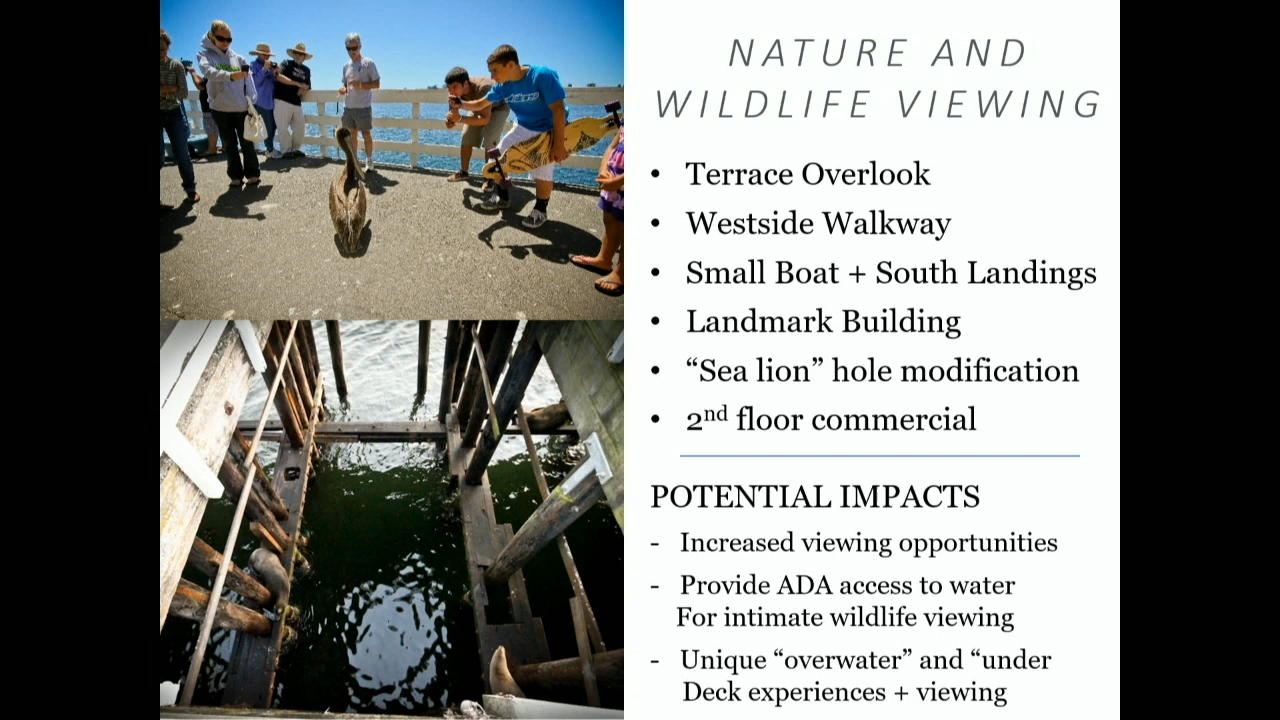 NATURE AND
WILDLIFE VIEWING
• Terrace Overlook
• Westside Walkway
• Small Boat + South Landings
• Landmark Building
• “Sea lion” hole modification
• 2nd floor commercial
POTENTIAL IMPACTS
- Increased viewing opportunities
- Provide ADA access to water
For intimate wildlife viewing
- Unique “overwater” and “under
Deck experiences + viewing